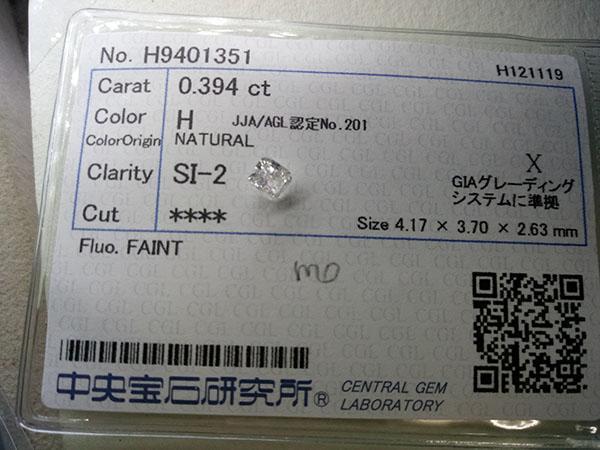 No. H9401351
H121119
Carat 0.394 ct
Color H JJA/AGL認定No.201
ColorOrigin NATURAL
Clarity SI-2
X
GIAグレーディング
システムに準拠
Cut ****
Size 4.17 × 3.70 × 2.63 mm
Fluo. FAINT
mo
中央宝石研究所® CENTRAL GEM
LABORATORY